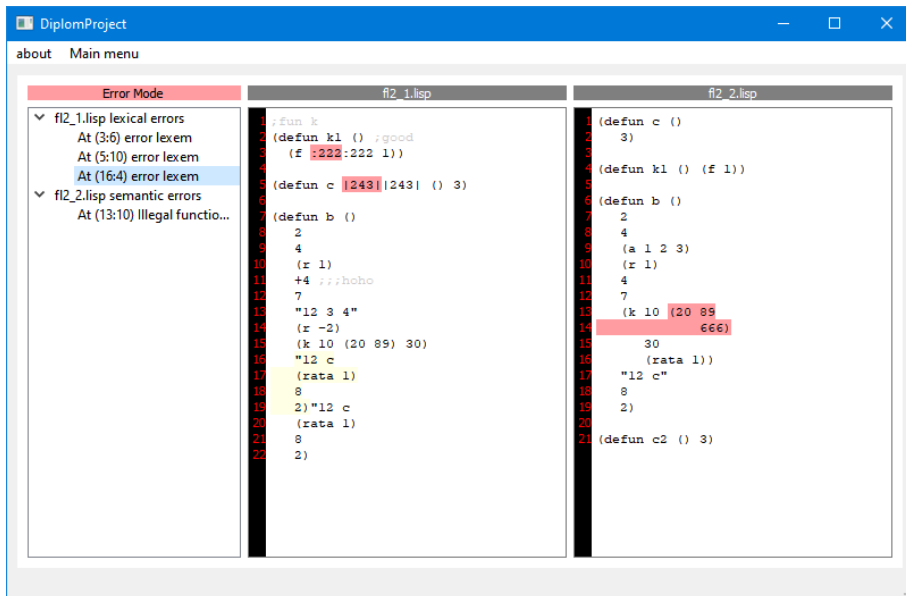 DiplomProject
about Main menu
Error Mode
fl2_1.lisp lexical errors
At (3:6) error lexem
At (5:10) error lexem
At (16:4) error lexem
fl2_2.lisp semantic errors
At (13:10) Illegal functio...
fl2_1.lisp
1 ;fun k
2 (defun k1 () ;good
3   (f :222:222 1))
4
5 (defun c |243||243| () 3)
6
7 (defun b ()
8    2
9    4
10    (r 1)
11    +4 ;;;hoho
12    7
13    "12 3 4"
14    (r -2)
15    (k 10 (20 89) 30)
16    "12 c
17    (rata 1)
18    8
19    2)"12 c
20    (rata 1)
21    8
22    2)
fl2_2.lisp
1 (defun c ()
2    3)
3
4 (defun k1 () (f 1))
5
6 (defun b ()
7    2
8    4
9    (a 1 2 3)
10    (r 1)
11    4
12    7
13    (k 10 (20 89
14              666)
15       30
16       (rata 1))
17    "12 c"
18    8
19    2)
20
21 (defun c2 () 3)